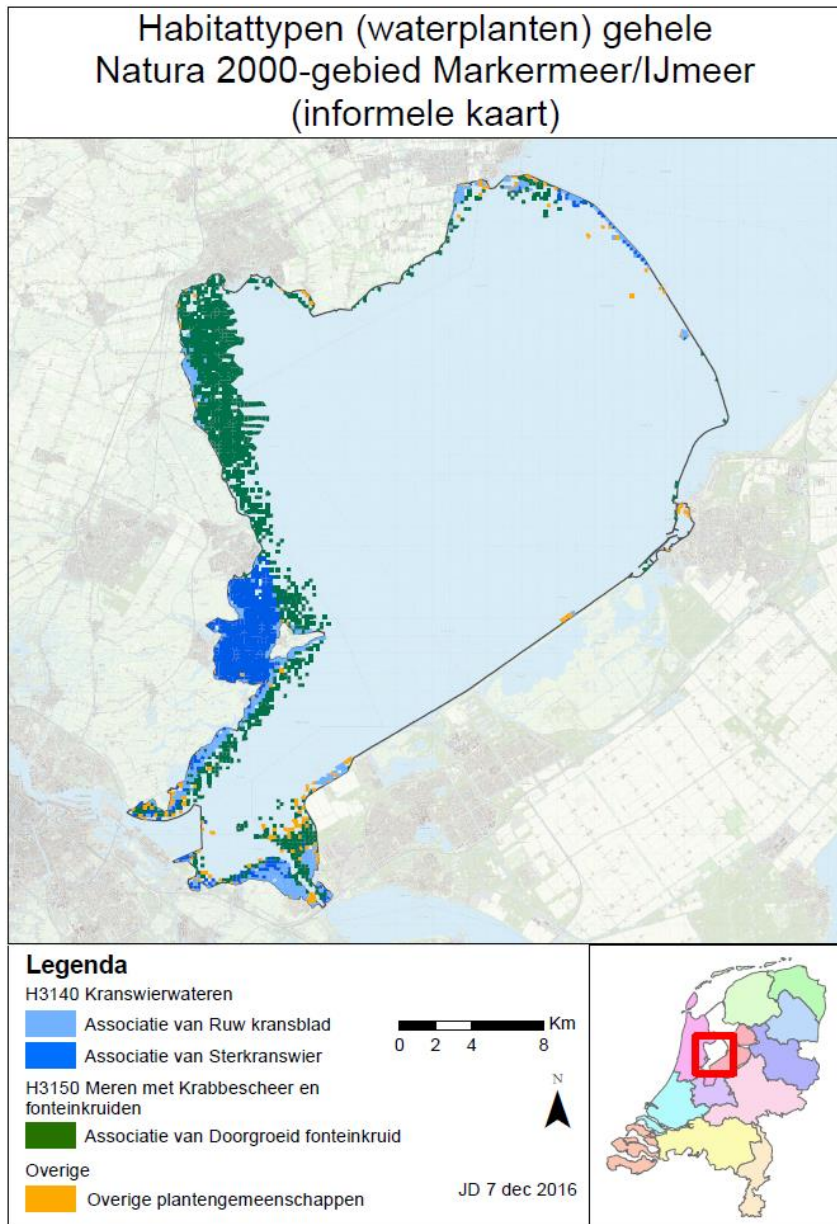 Habitattypen (waterplanten) gehele
Natura 2000-gebied Markermeer/IJmeer
(informele kaart)
Legenda
H3140 Kranswierwateren
Associatie van Ruw kransblad
Associatie van Sterkranswier
H3150 Meren met Krabbescheer en
fonteinkruiden
Associatie van Doorgroeid fonteinkruid
Overige
Overige plantengemeenschappen
Km
0 2 4 8
N
JD 7 dec 2016